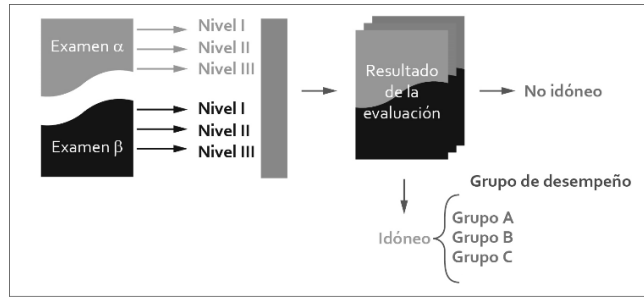 Examen α
Nivel I
Nivel II
Nivel III
Examen β
Nivel I
Nivel II
Nivel III
Resultado
de la
evaluación
No idóneo
Grupo de desempeño
Idóneo
Grupo A
Grupo B
Grupo C